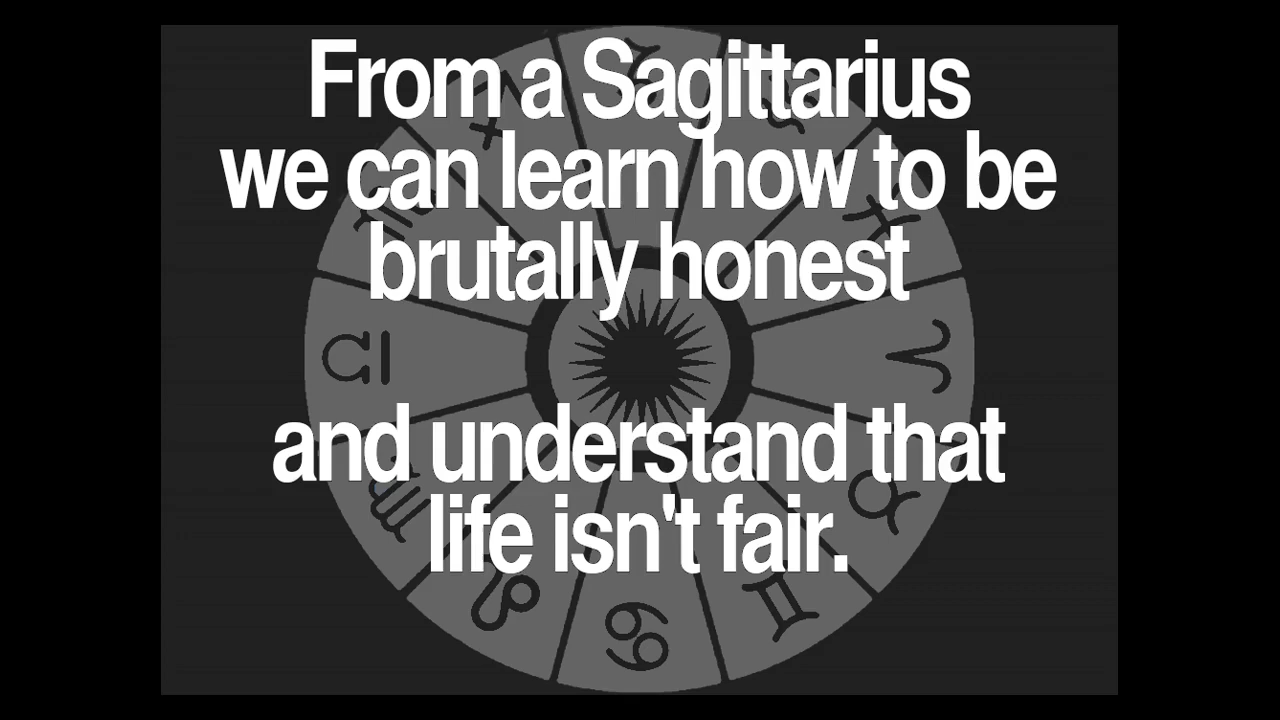 From a Sagittarius
we can learn how to be
brutally honest
and understand that
life isn't fair.